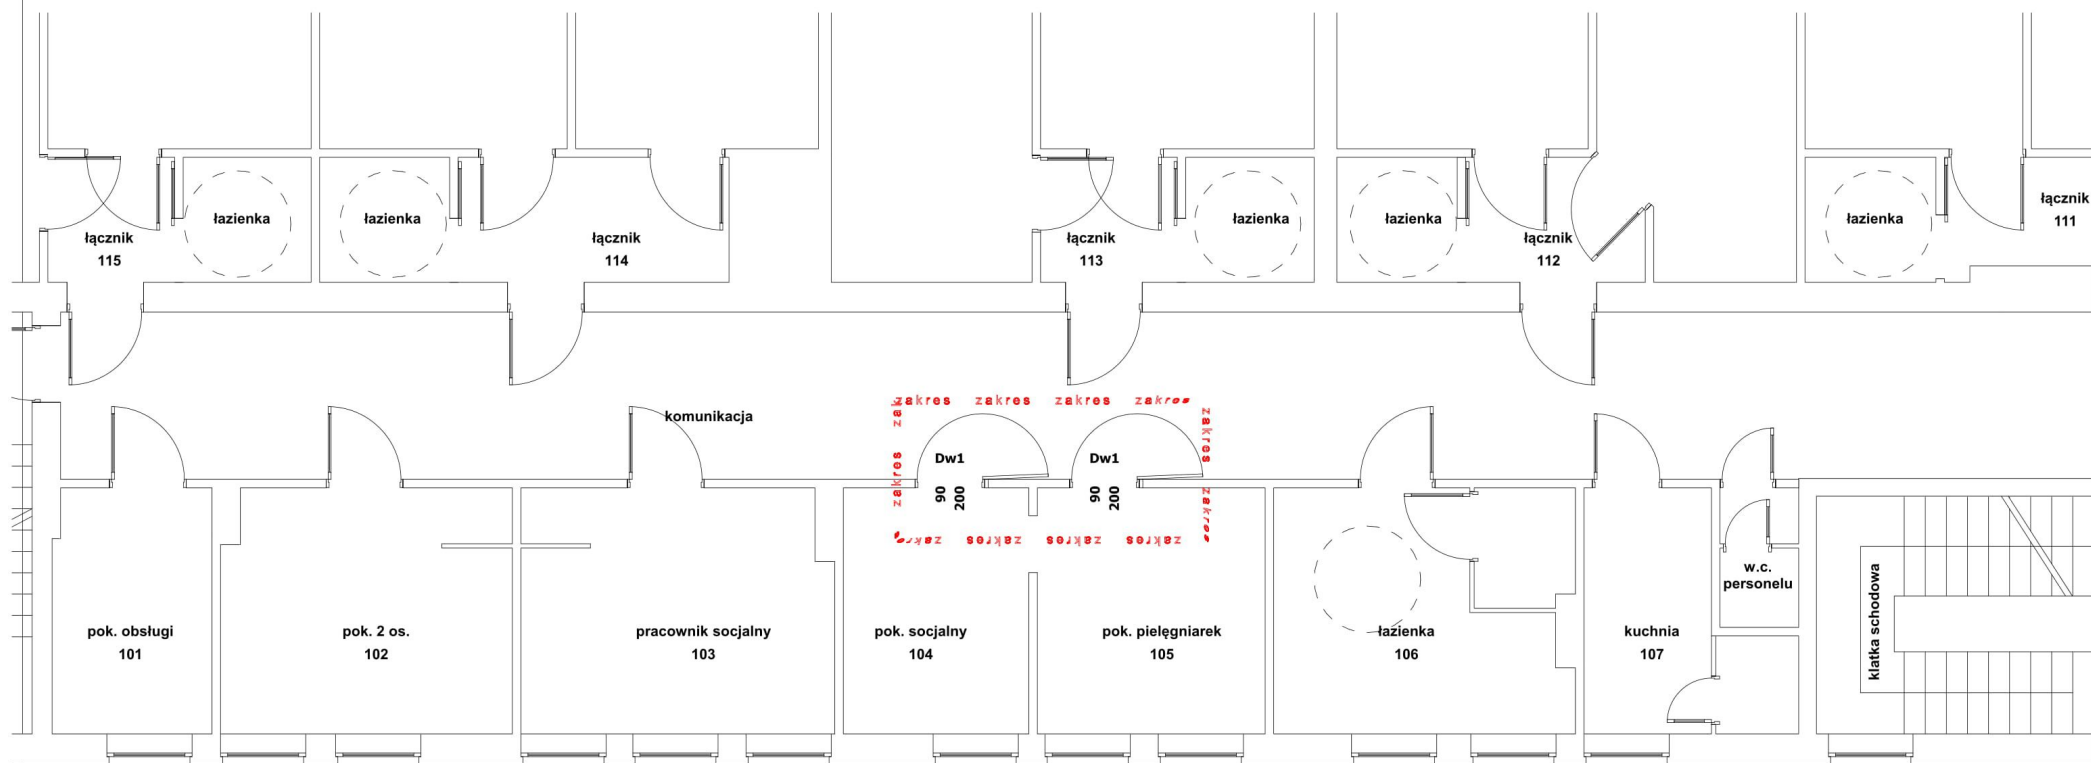 łazienka
łazienka
łącznik
115
łącznik
114
łącznik
113
łazienka
łazienka
łącznik
112
łazienka
łącznik
111
komunikacja
zakres zakres zakres zakres
zakres zakres
zakres zakres
zakres zakres zakres zakres
Dw1
90
200
Dw1
90
200
pok. obsługi
101
pok. 2 os.
102
pracownik socjalny
103
pok. socjalny
104
pok. pielęgniarek
105
łazienka
106
kuchnia
107
w.c.
personelu
klatka schodowa